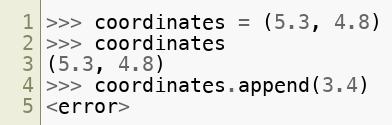 1 >>> coordinates = (5.3, 4.8)
2 >>> coordinates
3 (5.3, 4.8)
4 >>> coordinates.append(3.4)
5 <error>